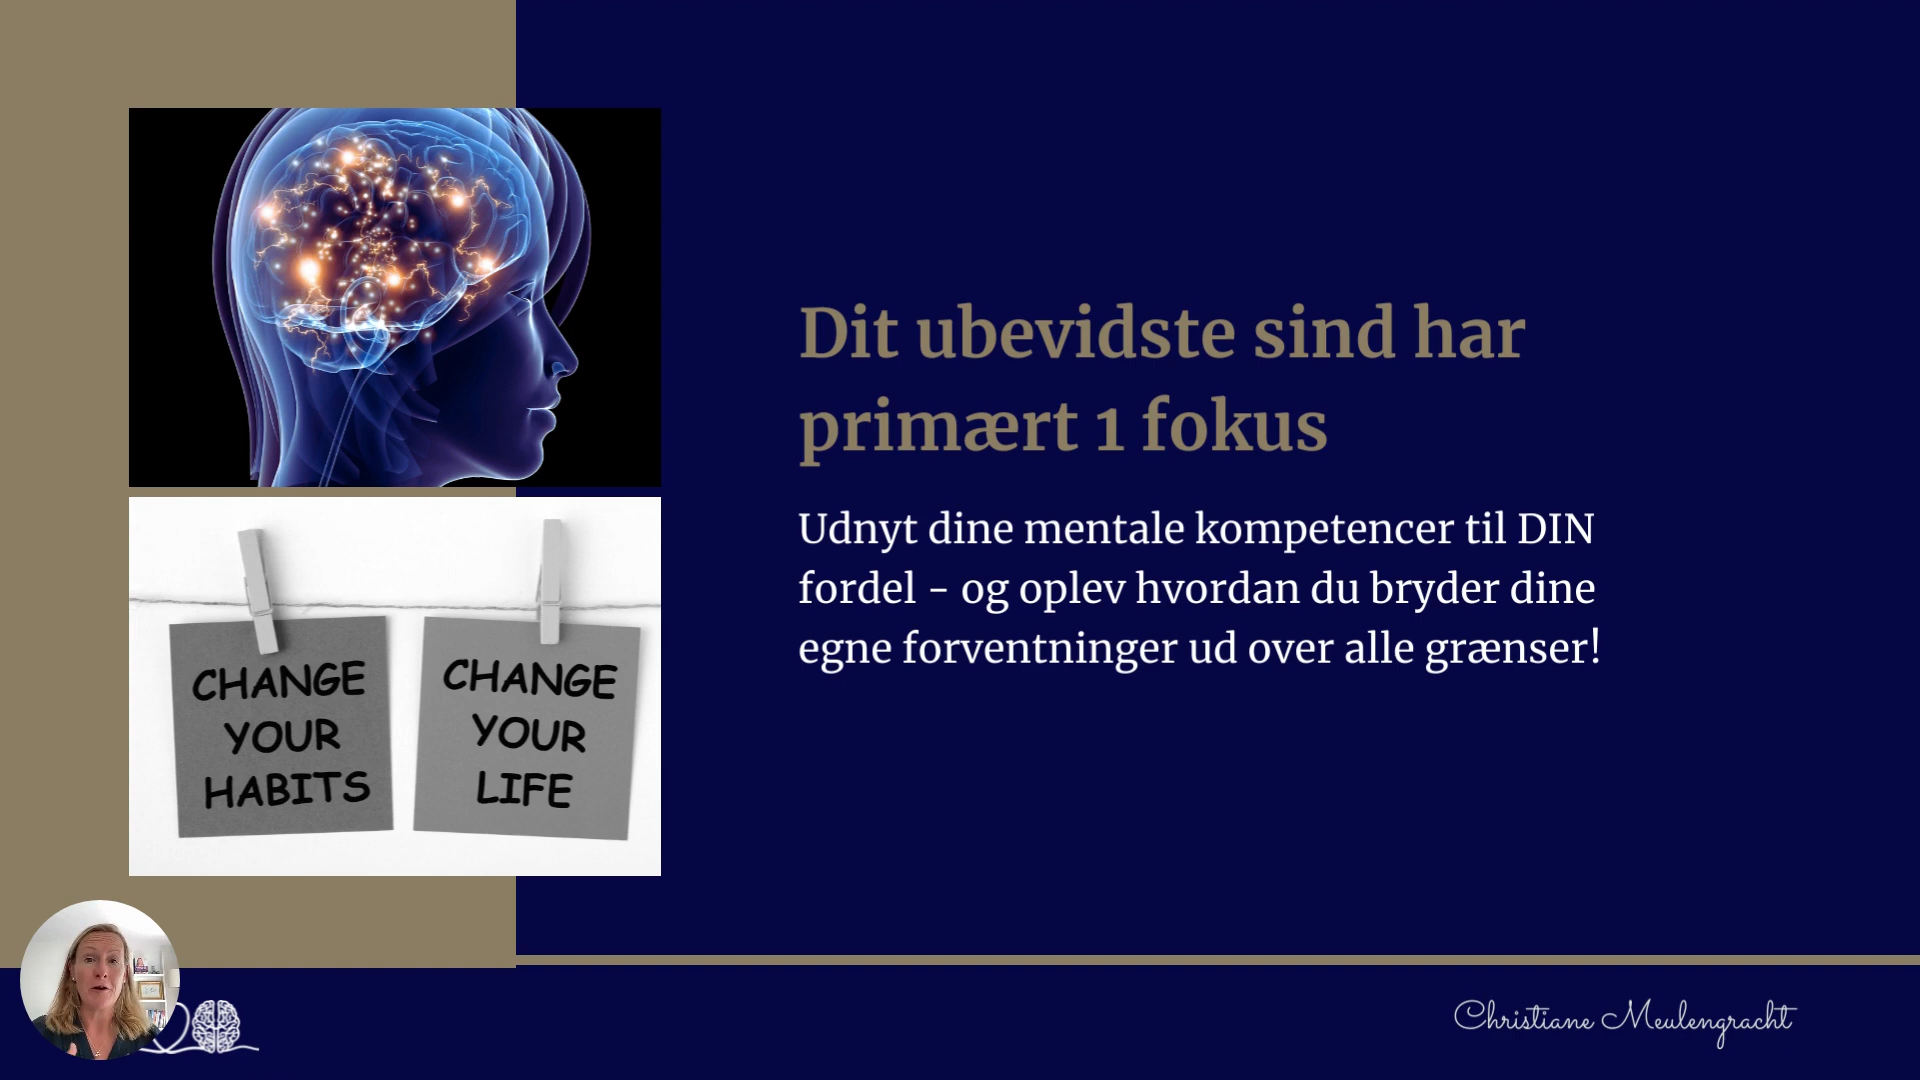 Dit ubevidste sind har
primært 1 fokus
Udnyt dine mentale kompetencer til DIN
fordel - og oplev hvordan du bryder dine
egne forventninger ud over alle grænser!
CHANGE
YOUR
HABITS
CHANGE
YOUR
LIFE
Christiane Meulengracht